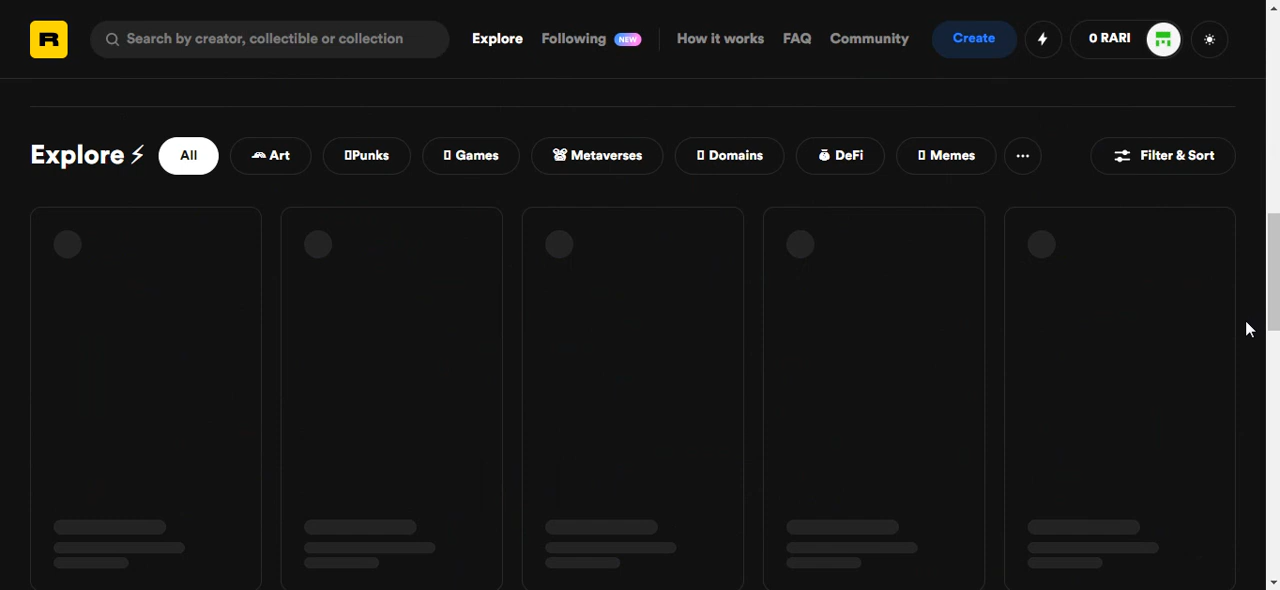 R
Search by creator, collectible or collection
Explore
Following NEW
How it works
FAQ
Community
Create
0 RARI
Explore⚡
All
Art
Punks
Games
Metaverses
Domains
DeFi
Memes
...
Filter & Sort